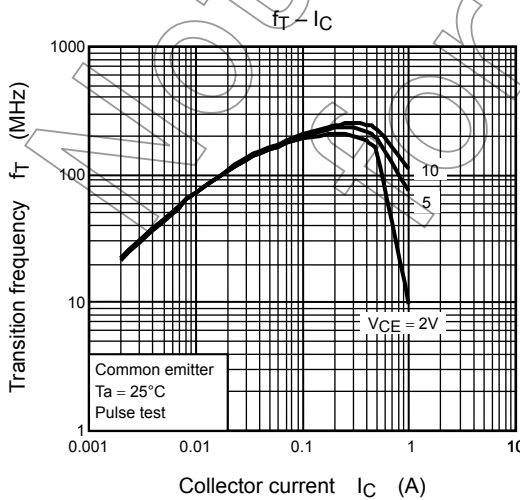 fT – IC
Transition frequency fT (MHz)
1000
100
10
1
10
5
VCE = 2V
Common emitter
Ta = 25°C
Pulse test
0.001
0.01
0.1
1
10
Collector current IC (A)